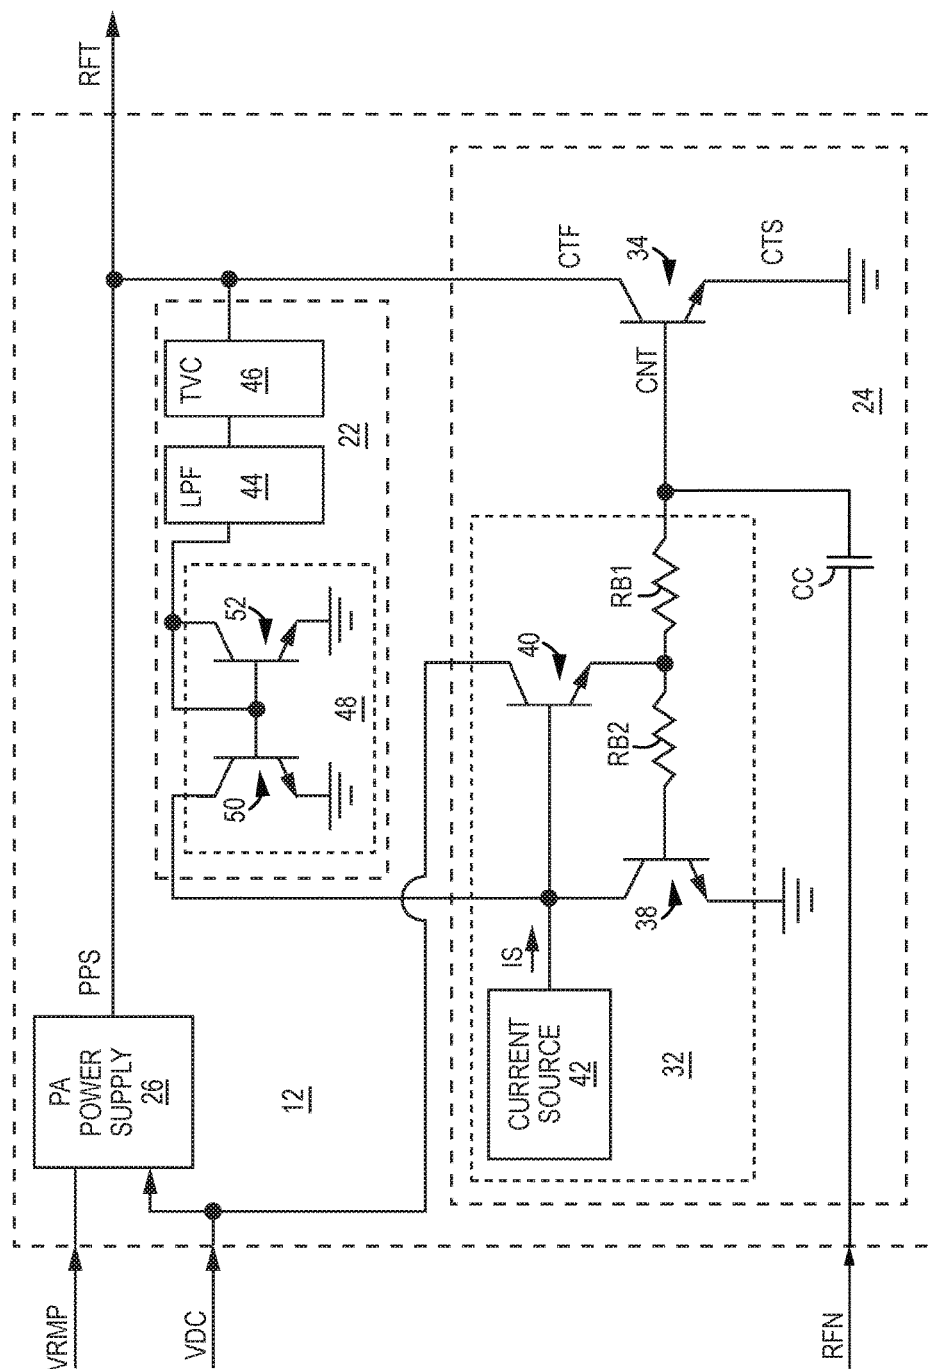 RFT
CTF
34
CTS
CNT
24
TVC
46
22
LPF
44
52
48
50
40
RB1
RB2
CC
38
IS
CURRENT
SOURCE
42
32
PPS
PA
POWER
SUPPLY
26
12
VRMP
VDC
RFN